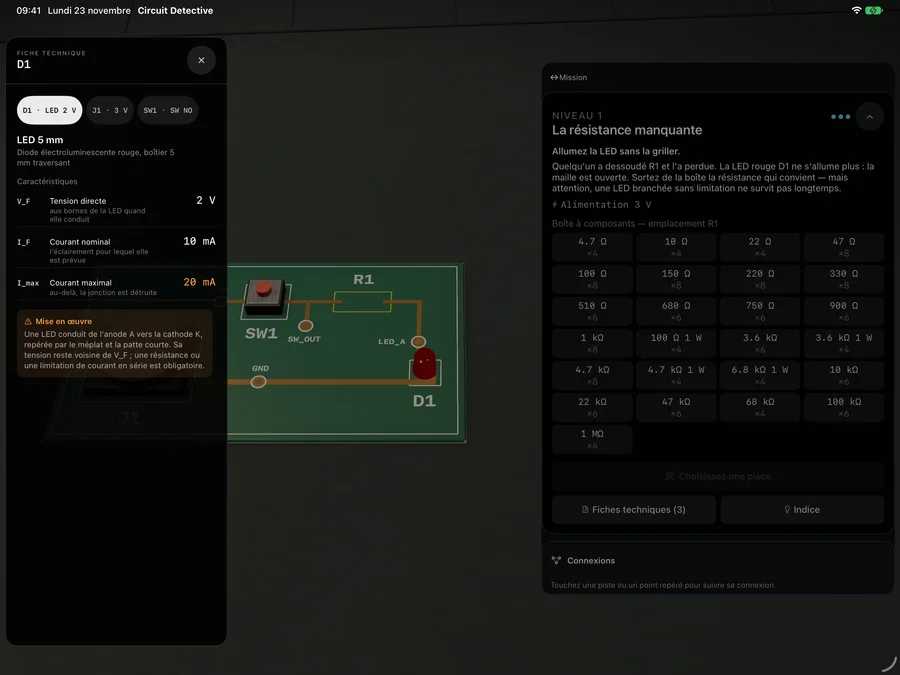 09:41 Lundi 23 novembre Circuit Detective
FICHE TECHNIQUE
D1
D1 · LED 2 V
J1 · 3 V
SW1 · SW NO
LED 5 mm
Diode électroluminescente rouge, boîtier 5
mm traversant
Caractéristiques
V_F Tension directe 2 V
aux bornes de la LED quand
elle conduit
I_F Courant nominal 10 mA
l'éclairement pour lequel elle
est prévue
I_max Courant maximal 20 mA
au-delà, la jonction est détruite
Mise en œuvre
Une LED conduit de l'anode A vers la cathode K,
repérée par le méplat et la patte courte. Sa
tension reste voisine de V_F ; une résistance ou
une limitation de courant en série est obligatoire.
J1
R1
SW1
SW_OUT
LED_A
GND
D1
Mission
NIVEAU 1
La résistance manquante
Allumez la LED sans la griller.
Quelqu'un a dessoudé R1 et l'a perdue. La LED rouge D1 ne s'allume plus : la
maille est ouverte. Sortez de la boîte la résistance qui convient — mais
attention, une LED branchée sans limitation ne survit pas longtemps.
Alimentation 3 V
Boîte à composants — emplacement R1
4.7 Ω 10 Ω 22 Ω 47 Ω
×4 ×4 ×4 ×8
100 Ω 150 Ω 220 Ω 330 Ω
×8 ×8 ×8 ×8
510 Ω 680 Ω 750 Ω 900 Ω
×6 ×6 ×6 ×6
1 kΩ 100 Ω 1 W 3.6 kΩ 3.6 kΩ 1 W
×8 ×4 ×6 ×4
4.7 kΩ 4.7 kΩ 1 W 6.8 kΩ 1 W 10 kΩ
×8 ×4 ×4 ×6
22 kΩ 47 kΩ 68 kΩ 100 kΩ
×6 ×6 ×4 ×6
1 MΩ
×4
Choisissez une pièce
Fiches techniques (3)
Indice
Connexions
Touchez une piste ou un point repéré pour suivre sa connexion.